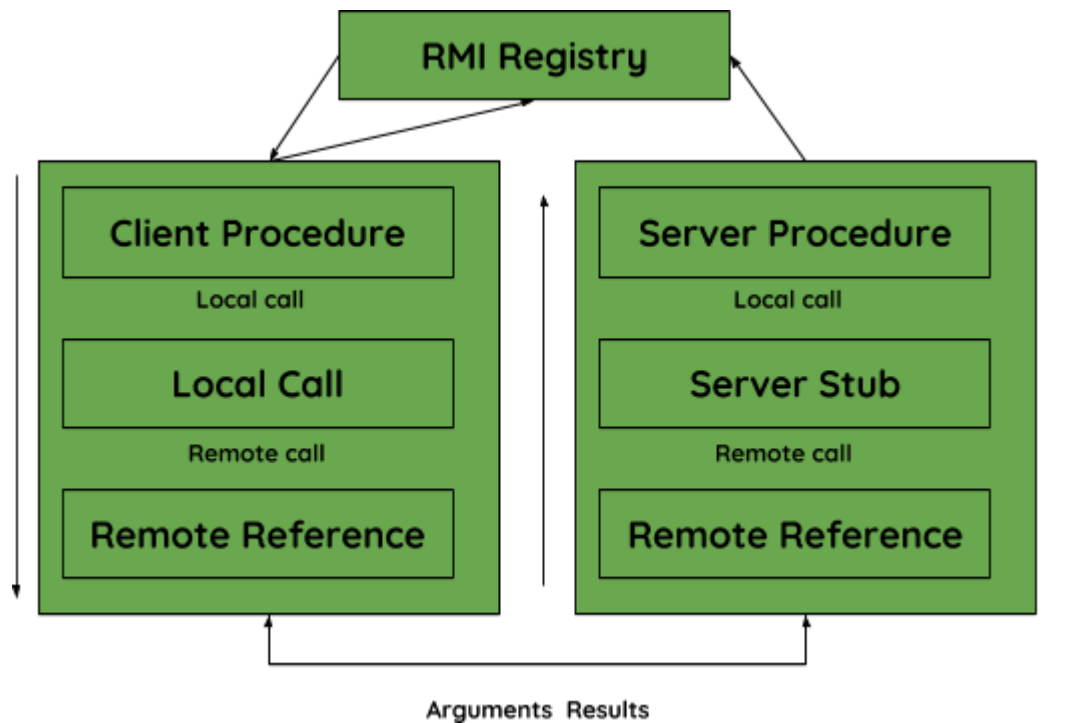 RMI Registry
Client Procedure
Local call
Local Call
Remote call
Remote Reference
Server Procedure
Local call
Server Stub
Remote call
Remote Reference
Arguments Results